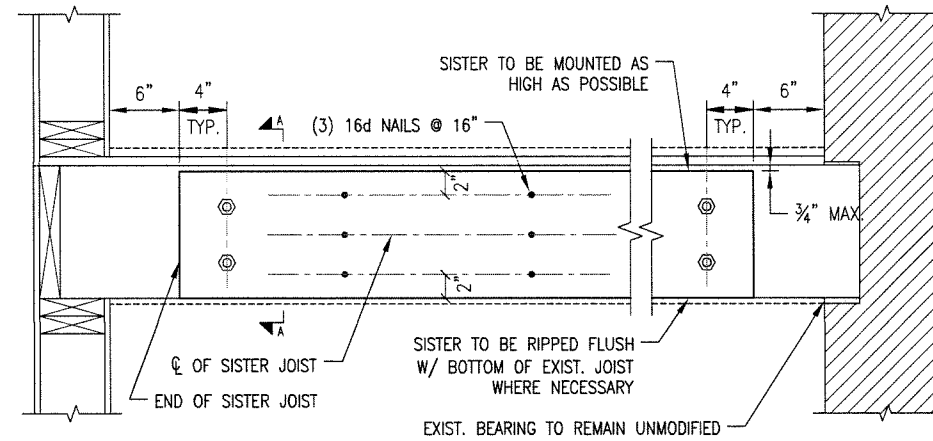 SISTER TO BE MOUNTED AS
HIGH AS POSSIBLE
6"
4"
TYP.
A
(3) 16d NAILS @ 16"
4"
TYP.
6"
2"
3/4" MAX.
2"
A
℄ OF SISTER JOIST
END OF SISTER JOIST
SISTER TO BE RIPPED FLUSH
W/ BOTTOM OF EXIST. JOIST
WHERE NECESSARY
EXIST. BEARING TO REMAIN UNMODIFIED